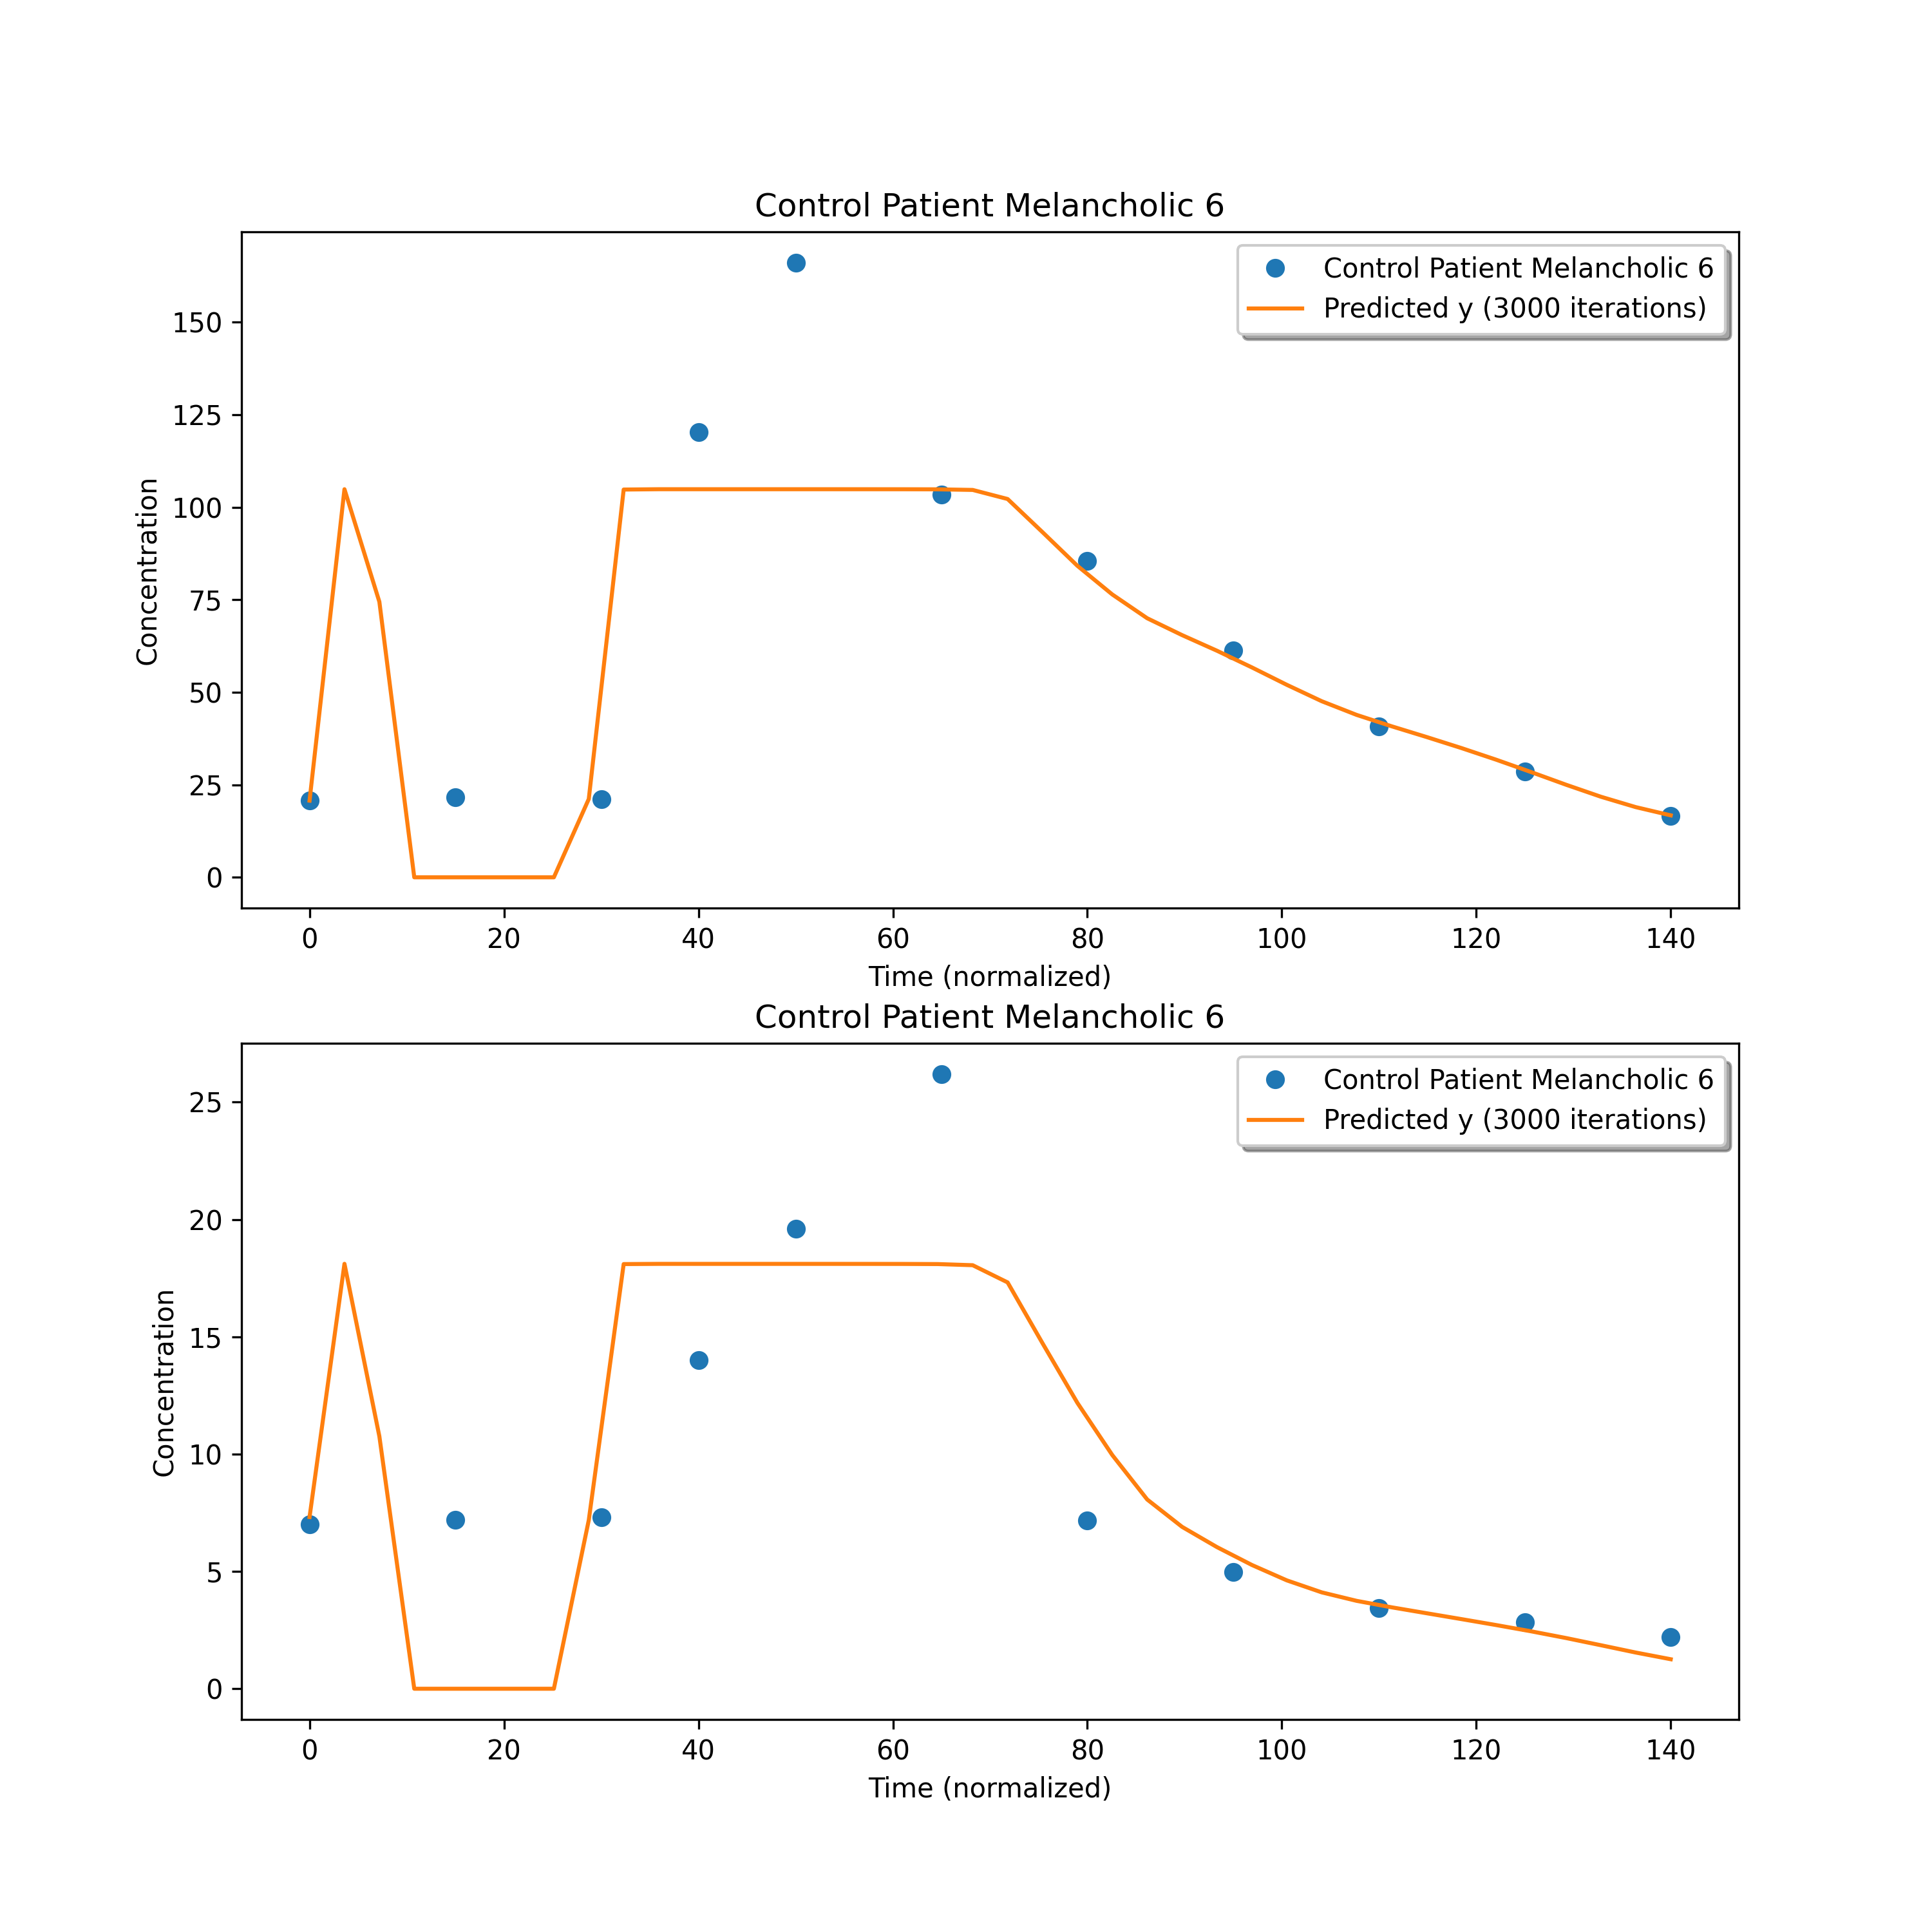 Control Patient Melancholic 6
Control Patient Melancholic 6
Predicted y (3000 iterations)
Concentration
150
125
100
75
50
25
0
0 20 40 60 80 100 120 140
Time (normalized)
Control Patient Melancholic 6
Control Patient Melancholic 6
Predicted y (3000 iterations)
Concentration
25
20
15
10
5
0
0 20 40 60 80 100 120 140
Time (normalized)